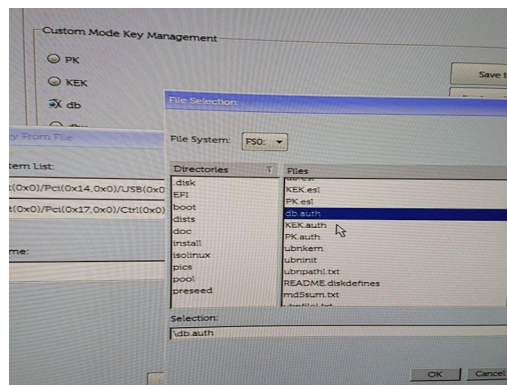 Custom Mode Key Management
PK
KEK
Save t
db
File Selection
y From File
File System: FS0:
tem List:
Directories Files
t(0x0)/Pci(0x14,0x0)/USB(0x0
t(0x0)/Pci(0x17,0x0)/Ctrl(0x0)
me:
.disk
EFI
boot
dists
doc
install
isolinux
pics
pool
preseed
KEK.esl
PK.esl
db.auth
KEK.auth
PK.auth
ubnkern
ubninit
ubnpathl.txt
README.diskdefines
md5sum.txt
Selection:
\db.auth
OK Cancel